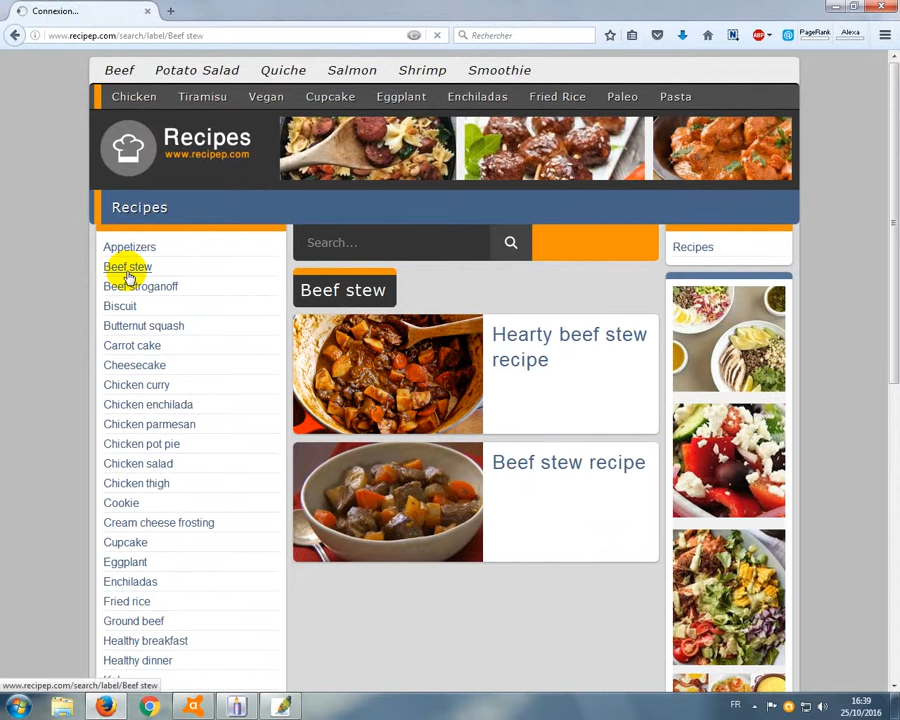 Connexion...
www.recipep.com/search/label/Beef stew
Rechercher
ABP
PageRank
Alexa
Beef Potato Salad Quiche Salmon Shrimp Smoothie
Chicken Tiramisu Vegan Cupcake Eggplant Enchiladas Fried Rice Paleo Pasta
Recipes
www.recipep.com
Recipes
Appetizers
Beef stew
Beef stroganoff
Biscuit
Butternut squash
Carrot cake
Cheesecake
Chicken curry
Chicken enchilada
Chicken parmesan
Chicken pot pie
Chicken salad
Chicken thigh
Cookie
Cream cheese frosting
Cupcake
Eggplant
Enchiladas
Fried rice
Ground beef
Healthy breakfast
Healthy dinner
Search...
Beef stew
Hearty beef stew
recipe
Beef stew recipe
Recipes
www.recipep.com/search/label/Beef stew
FR
16:39
25/10/2016